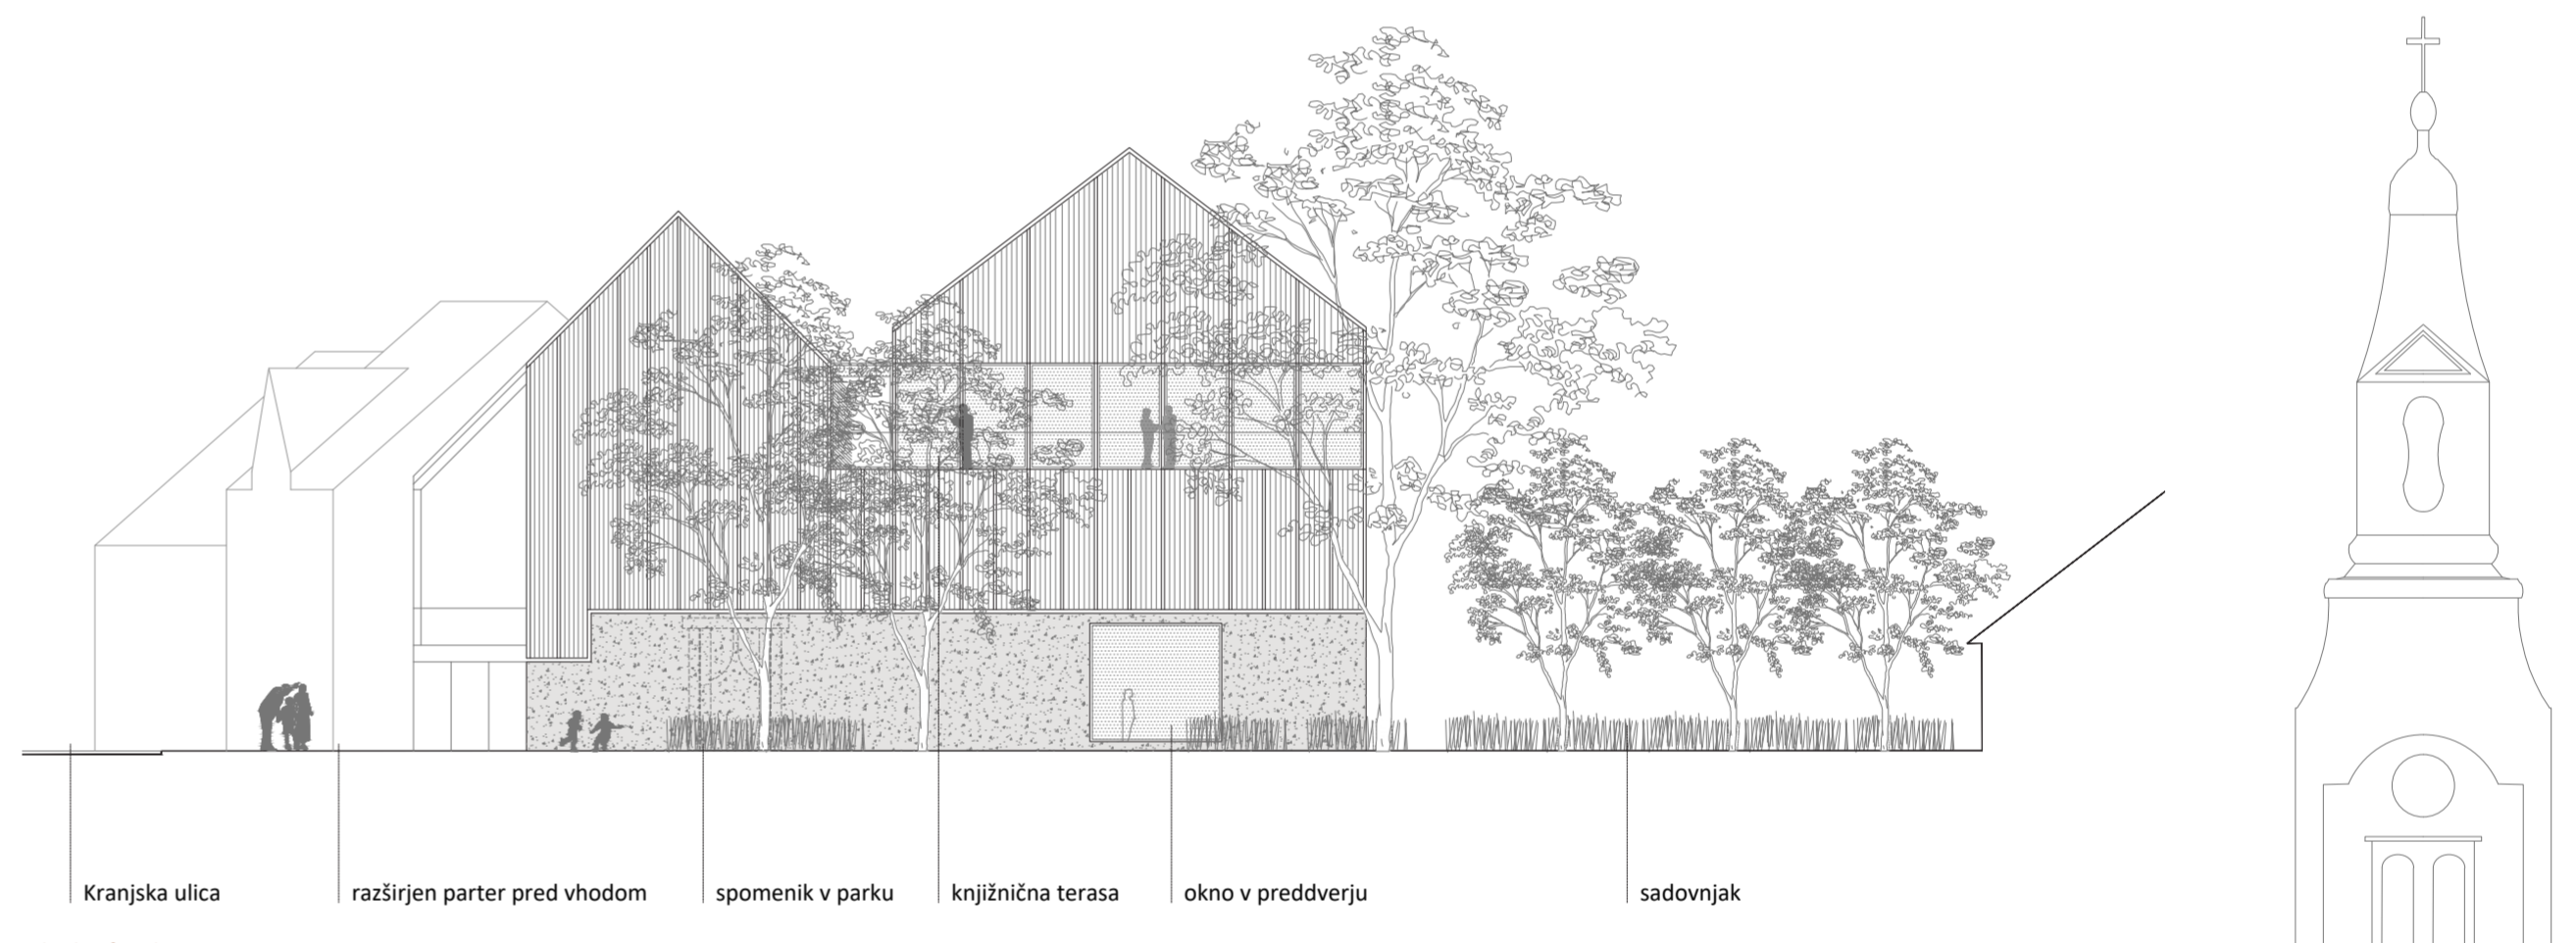 Kranjska ulica
razširjen parter pred vhodom
spomenik v parku
knjižnična terasa
okno v preddverju
sadovnjak